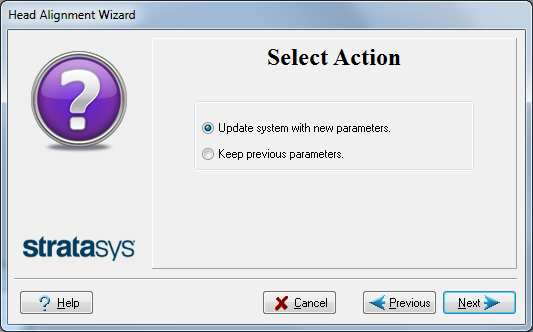 Head Alignment Wizard
Select Action
Update system with new parameters.
Keep previous parameters.
stratasys
? Help
Cancel
Previous
Next